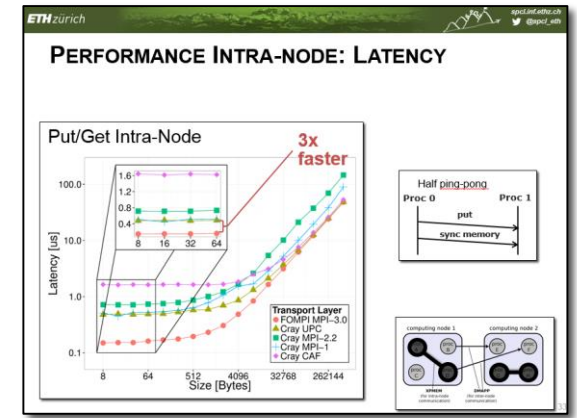 ETH zürich
spcl.inf.ethz.ch
@spcl_eth
PERFORMANCE INTRA-NODE: LATENCY
Put/Get Intra-Node
3x
faster
1.6
1.2
0.8
0.4
8 16 32 64
100.0
10.0
1.0
0.1
Latency [us]
Transport Layer
FOMPI MPI-3.0
Cray UPC
Cray MPI-2.2
Cray MPI-1
Cray CAF
8 64 512 4096 32768 262144
Size [Bytes]
Half ping-pong
Proc 0 Proc 1
put
sync memory
computing node 1 computing node 2
XPMEM
DMAPP